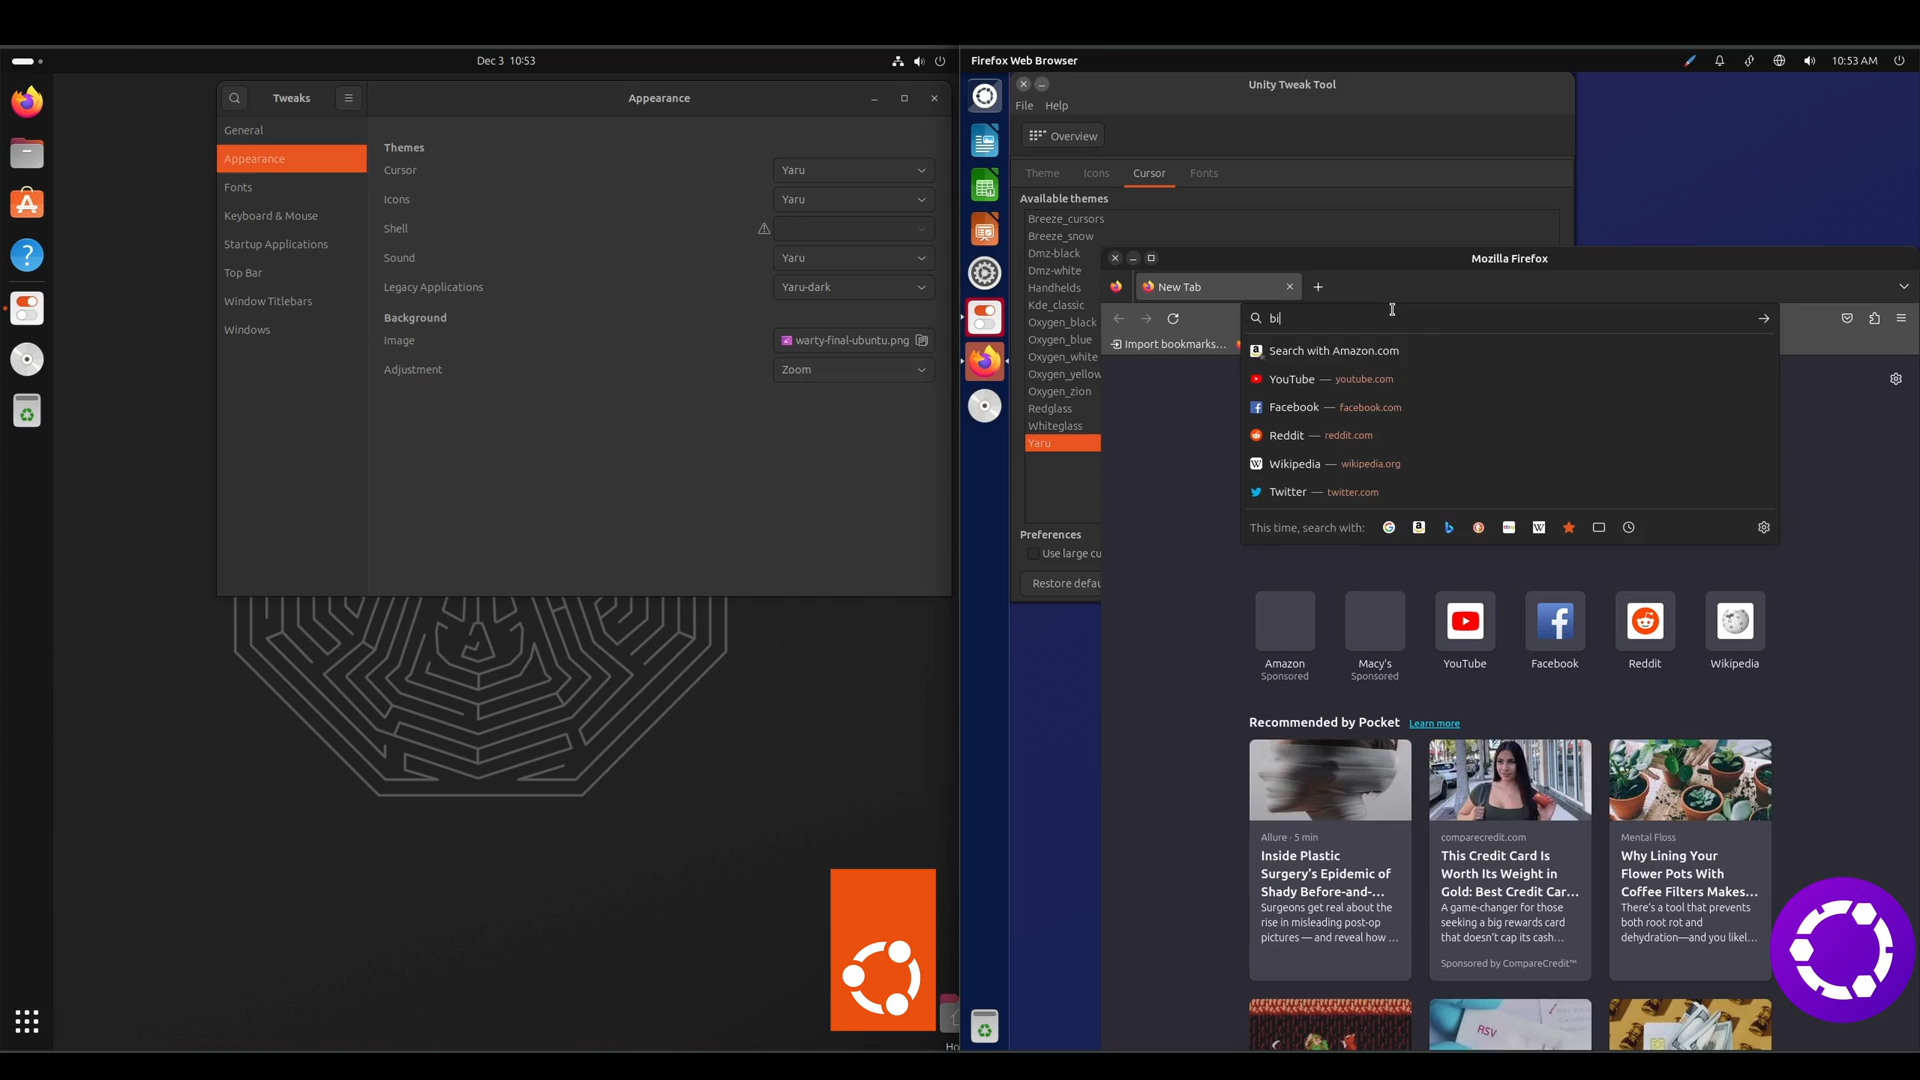 Dec 3 10:53
Tweaks
Appearance
General
Appearance
Fonts
Keyboard & Mouse
Startup Applications
Top Bar
Window Titlebars
Windows
Themes
Cursor
Yaru
Icons
Yaru
Shell
Sound
Yaru
Legacy Applications
Yaru-dark
Background
Image
warty-final-ubuntu.png
Adjustment
Zoom
Ho
Firefox Web Browser
10:53 AM
Unity Tweak Tool
File Help
Overview
Theme Icons Cursor Fonts
Available themes
Breeze_cursors
Breeze_snow
Dmz-black
Dmz-white
Handhelds
Kde_classic
Oxygen_black
Oxygen_blue
Oxygen_white
Oxygen_yellow
Oxygen_zion
Redglass
Whiteglass
Yaru
Preferences
Use large cu
Restore defau
Mozilla Firefox
New Tab
bi
Import bookmarks...
Search with Amazon.com
YouTube — youtube.com
Facebook — facebook.com
Reddit — reddit.com
Wikipedia — wikipedia.org
Twitter — twitter.com
This time, search with:
Amazon
Sponsored
Macy's
Sponsored
YouTube
Facebook
Reddit
Wikipedia
Recommended by Pocket Learn more
Allure · 5 min
Inside Plastic
Surgery's Epidemic of
Shady Before-and-...
Surgeons get real about the
rise in misleading post-op
pictures — and reveal how ...
comparecredit.com
This Credit Card Is
Worth Its Weight in
Gold: Best Credit Car...
A game-changer for those
seeking a big rewards card
that doesn't cap its cash...
Sponsored by CompareCredit™
Mental Floss
Why Lining Your
Flower Pots With
Coffee Filters Makes...
There's a tool that prevents
both root rot and
dehydration—and you likel...
RSV